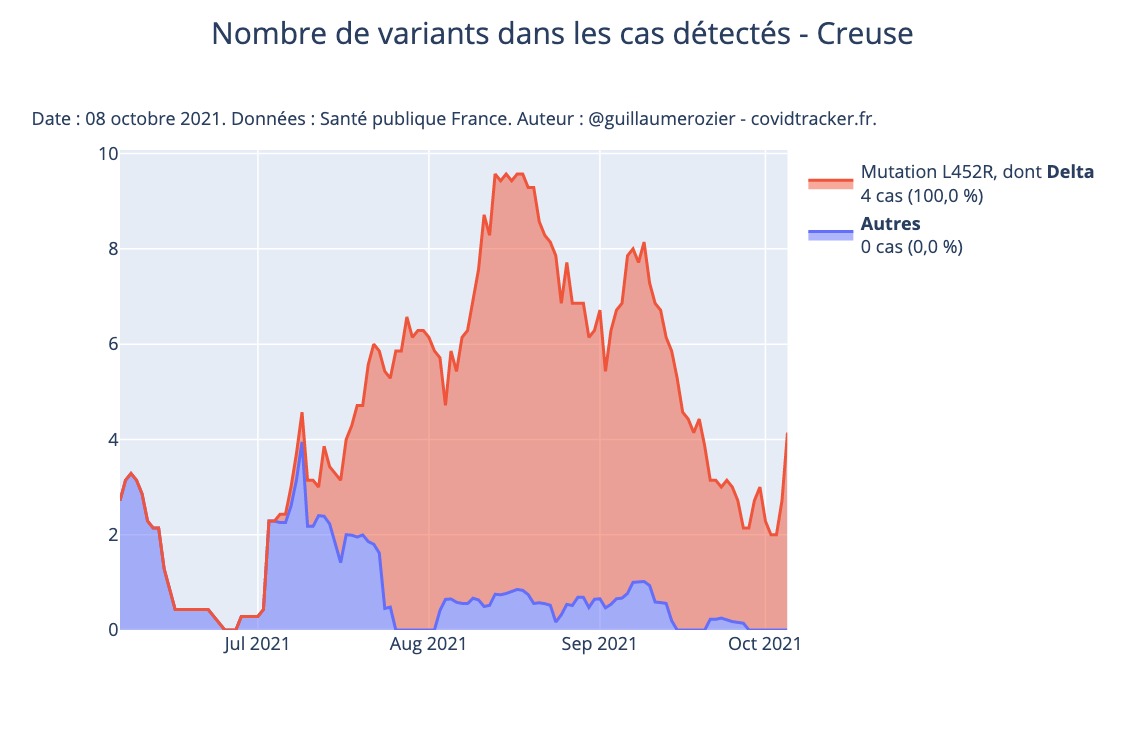 Nombre de variants dans les cas détectés - Creuse
Date : 08 octobre 2021. Données : Santé publique France. Auteur : @guillaumerozier - covidtracker.fr.
Mutation L452R, dont Delta
4 cas (100,0 %)
Autres
0 cas (0,0 %)
10
8
6
4
2
0
Jul 2021 Aug 2021 Sep 2021 Oct 2021